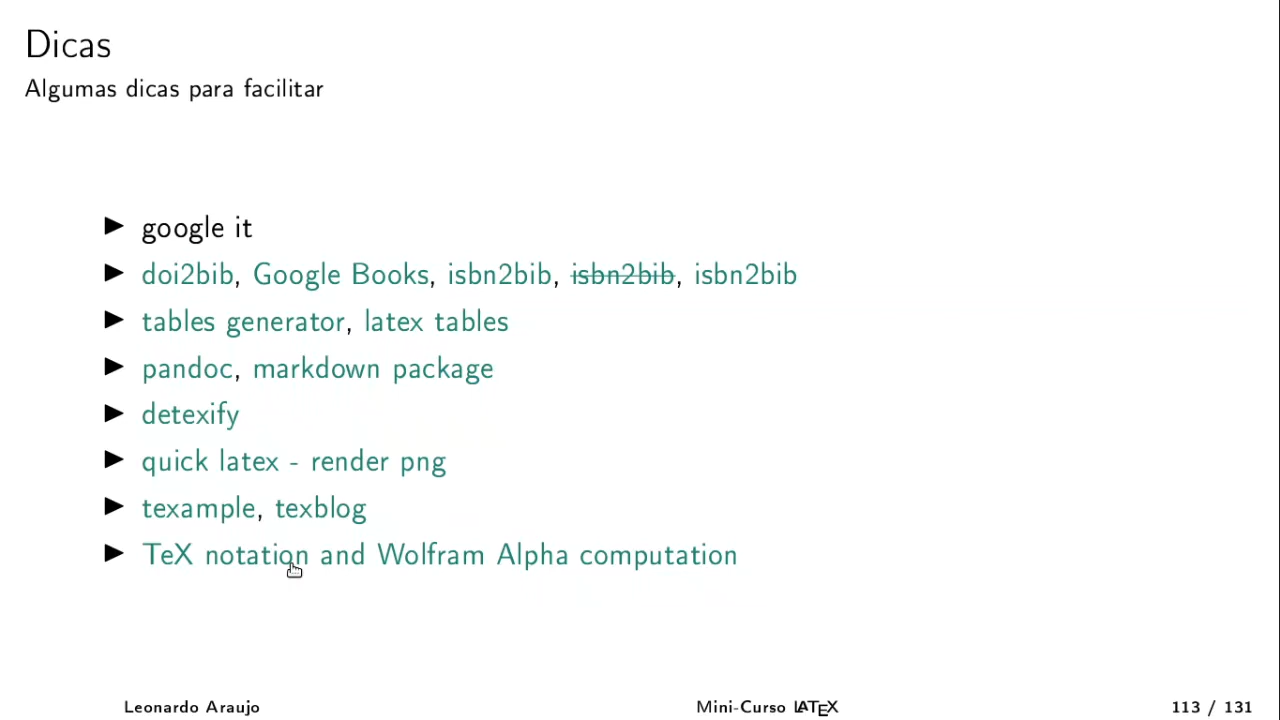 Dicas
Algumas dicas para facilitar
▶ google it
▶ doi2bib, Google Books, isbn2bib, isbn2bib, isbn2bib
▶ tables generator, latex tables
▶ pandoc, markdown package
▶ detexify
▶ quick latex - render png
▶ texample, texblog
▶ TeX notation and Wolfram Alpha computation
Leonardo Araujo Mini-Curso LATEX 113 / 131